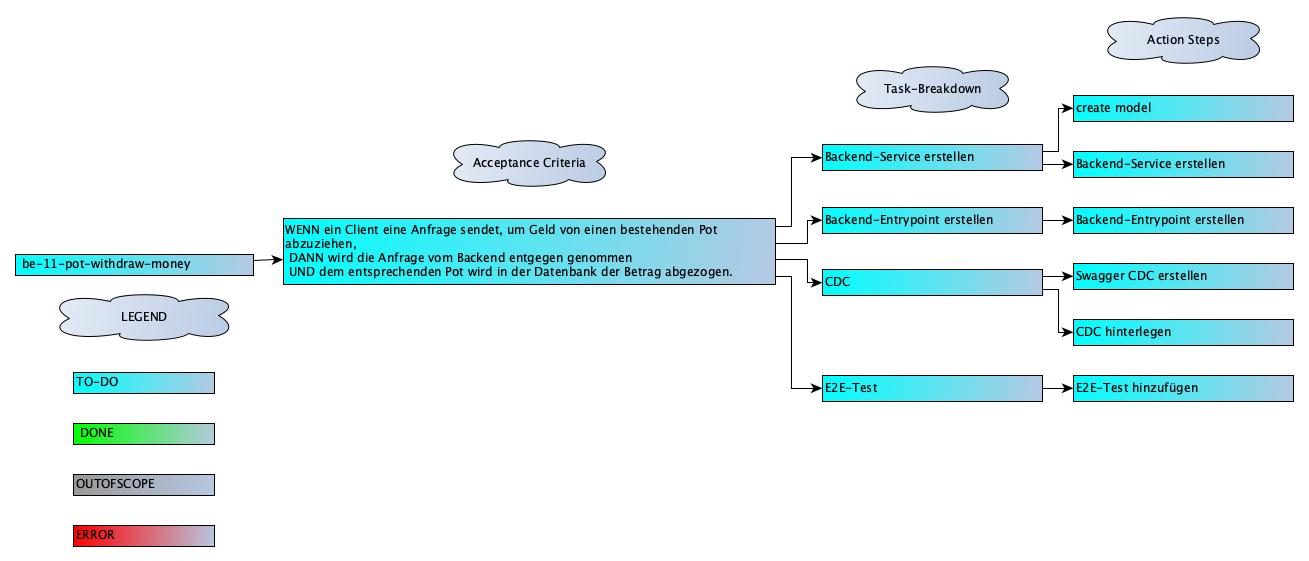 Action Steps
Task-Breakdown
Acceptance Criteria
be-11-pot-withdraw-money
WENN ein Client eine Anfrage sendet, um Geld von einen bestehenden Pot
abzuziehen,
DANN wird die Anfrage vom Backend entgegen genommen
UND dem entsprechenden Pot wird in der Datenbank der Betrag abgezogen.
Backend-Service erstellen
create model
Backend-Service erstellen
Backend-Entrypoint erstellen
Backend-Entrypoint erstellen
CDC
Swagger CDC erstellen
CDC hinterlegen
E2E-Test
E2E-Test hinzufügen
LEGEND
TO-DO
DONE
OUTOFSCOPE
ERROR